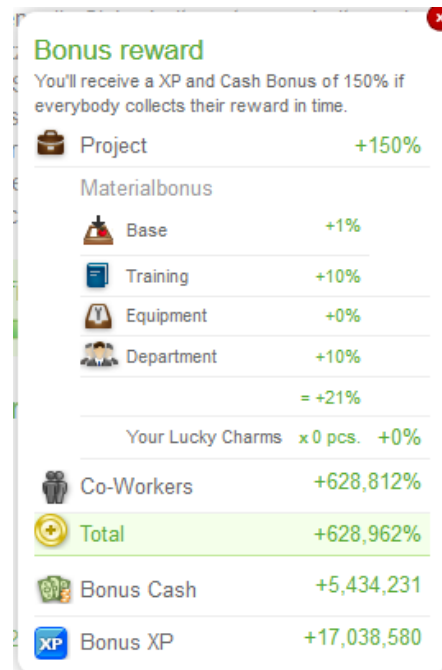 Bonus reward
You'll receive a XP and Cash Bonus of 150% if
everybody collects their reward in time.
Project +150%
Materialbonus
Base +1%
Training +10%
Equipment +0%
Department +10%
= +21%
Your Lucky Charms x 0 pcs. +0%
Co-Workers +628,812%
Total +628,962%
Bonus Cash +5,434,231
XP Bonus XP +17,038,580